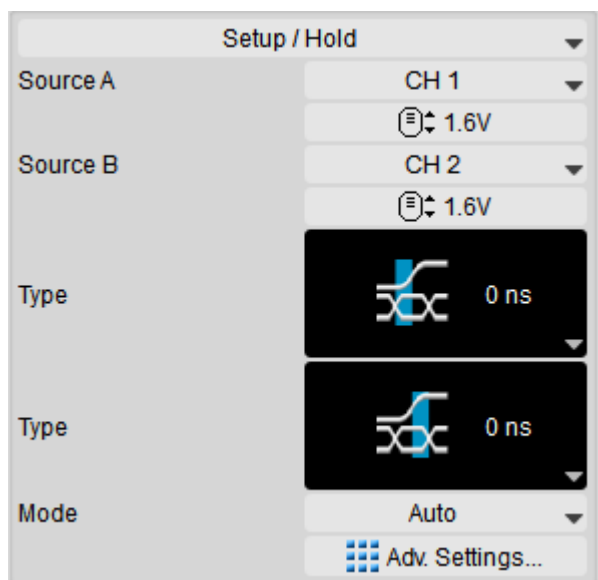 Setup / Hold
Source A CH 1
1.6V
Source B CH 2
1.6V
Type 0 ns
Type 0 ns
Mode Auto
Adv. Settings...